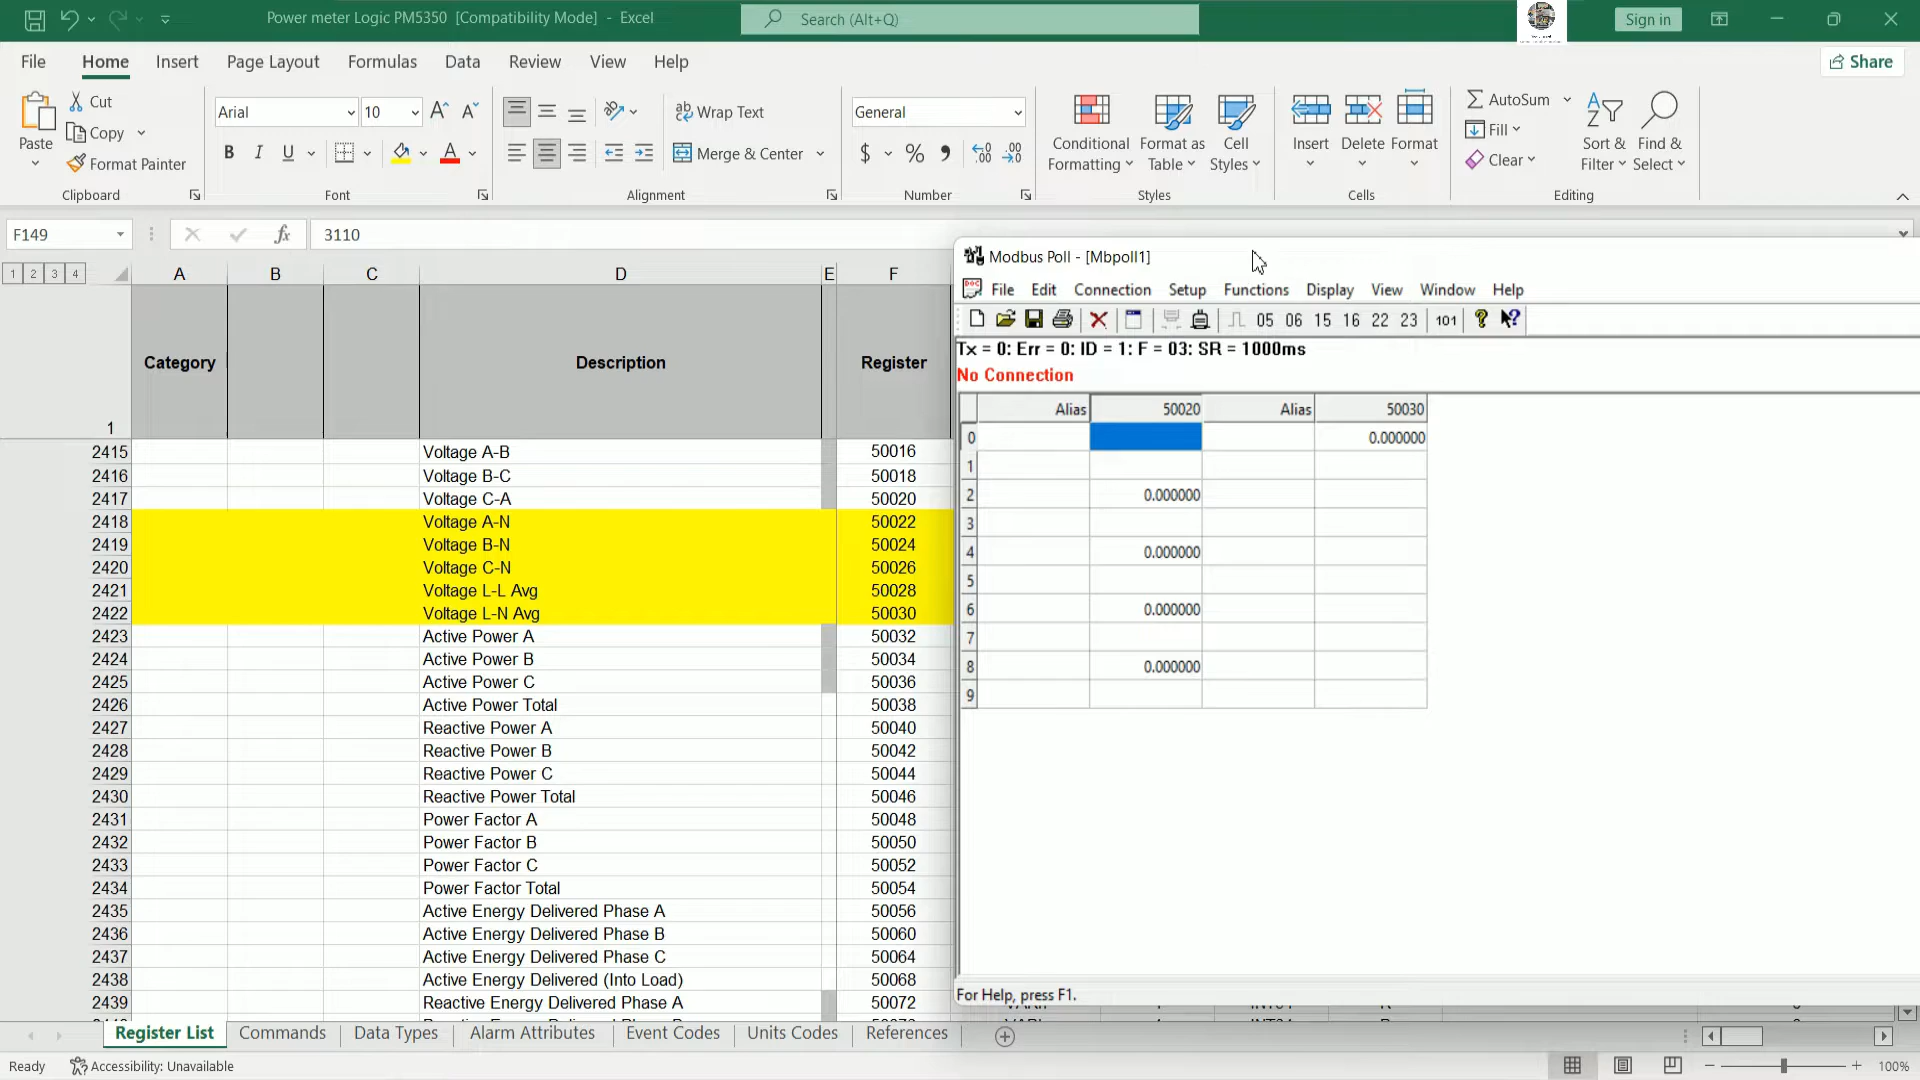 Power meter Logic PM5350 [Compatibility Mode] - Excel
Search (Alt+Q)
Sign in
File Home Insert Page Layout Formulas Data Review View Help
Share
Paste
Cut
Copy
Format Painter
Clipboard
Arial 10
B I U A
Font
Wrap Text
Merge & Center
Alignment
General
$ % 
Number
Conditional Formatting
Format as Table
Cell Styles
Styles
Insert Delete Format
Cells
AutoSum
Fill
Clear
Sort & Filter
Find & Select
Editing
F149 fx 3110
1 2 3 4 A B C D E F
1 Category Description Register
2415 Voltage A-B 50016
2416 Voltage B-C 50018
2417 Voltage C-A 50020
2418 Voltage A-N 50022
2419 Voltage B-N 50024
2420 Voltage C-N 50026
2421 Voltage L-L Avg 50028
2422 Voltage L-N Avg 50030
2423 Active Power A 50032
2424 Active Power B 50034
2425 Active Power C 50036
2426 Active Power Total 50038
2427 Reactive Power A 50040
2428 Reactive Power B 50042
2429 Reactive Power C 50044
2430 Reactive Power Total 50046
2431 Power Factor A 50048
2432 Power Factor B 50050
2433 Power Factor C 50052
2434 Power Factor Total 50054
2435 Active Energy Delivered Phase A 50056
2436 Active Energy Delivered Phase B 50060
2437 Active Energy Delivered Phase C 50064
2438 Active Energy Delivered (Into Load) 50068
2439 Reactive Energy Delivered Phase A 50072
Modbus Poll - [Mbpoll1]
File Edit Connection Setup Functions Display View Window Help
05 06 15 16 22 23 101
Tx = 0: Err = 0: ID = 1: F = 03: SR = 1000ms
No Connection
Alias 50020 Alias 50030
0 0.000000
1
2 0.000000
3
4 0.000000
5
6 0.000000
7
8 0.000000
9
For Help, press F1.
Register List Commands Data Types Alarm Attributes Event Codes Units Codes References
Ready Accessibility: Unavailable 100%